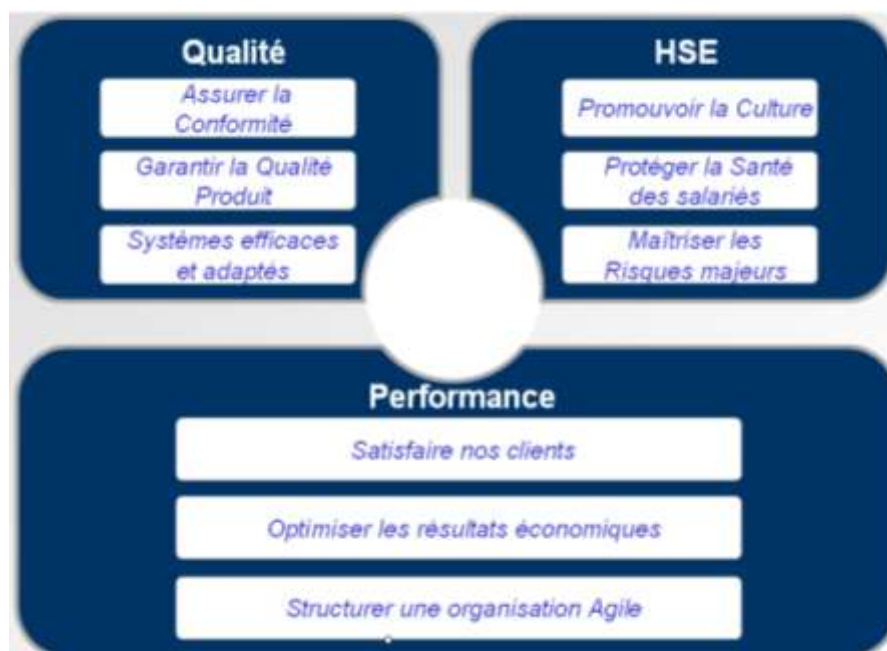 Qualité
Assurer la
Conformité
Garantir la Qualité
Produit
Systèmes efficaces
et adaptés
HSE
Promouvoir la Culture
Protéger la Santé
des salariés
Maîtriser les
Risques majeurs
Performance
Satisfaire nos clients
Optimiser les résultats économiques
Structurer une organisation Agile